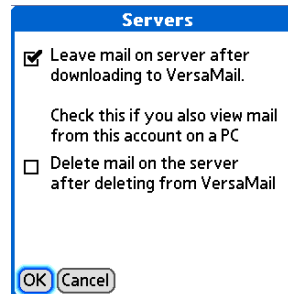 Servers
Leave mail on server after
downloading to VersaMail.
Check this if you also view mail
from this account on a PC
Delete mail on the server
after deleting from VersaMail
OK Cancel